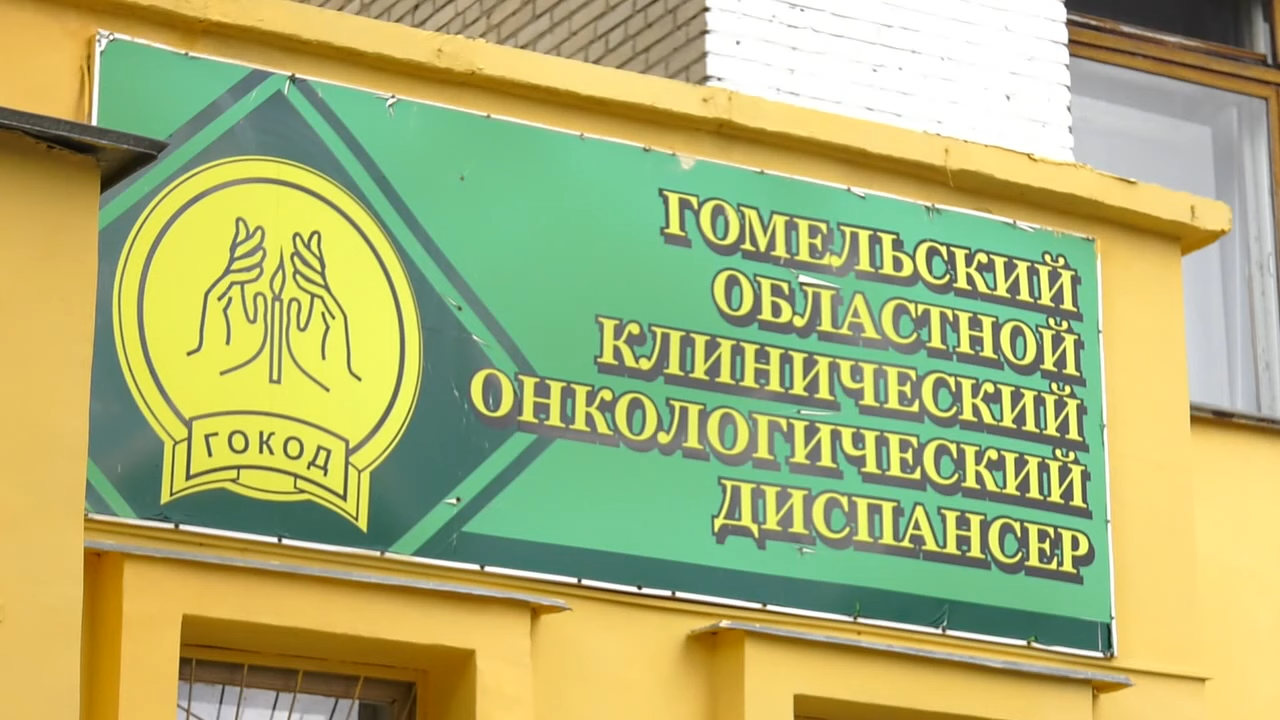 ГОКОД
ГОМЕЛЬСКИЙ
ОБЛАСТНОЙ
КЛИНИЧЕСКИЙ
ОНКОЛОГИЧЕСКИЙ
ДИСПАНСЕР